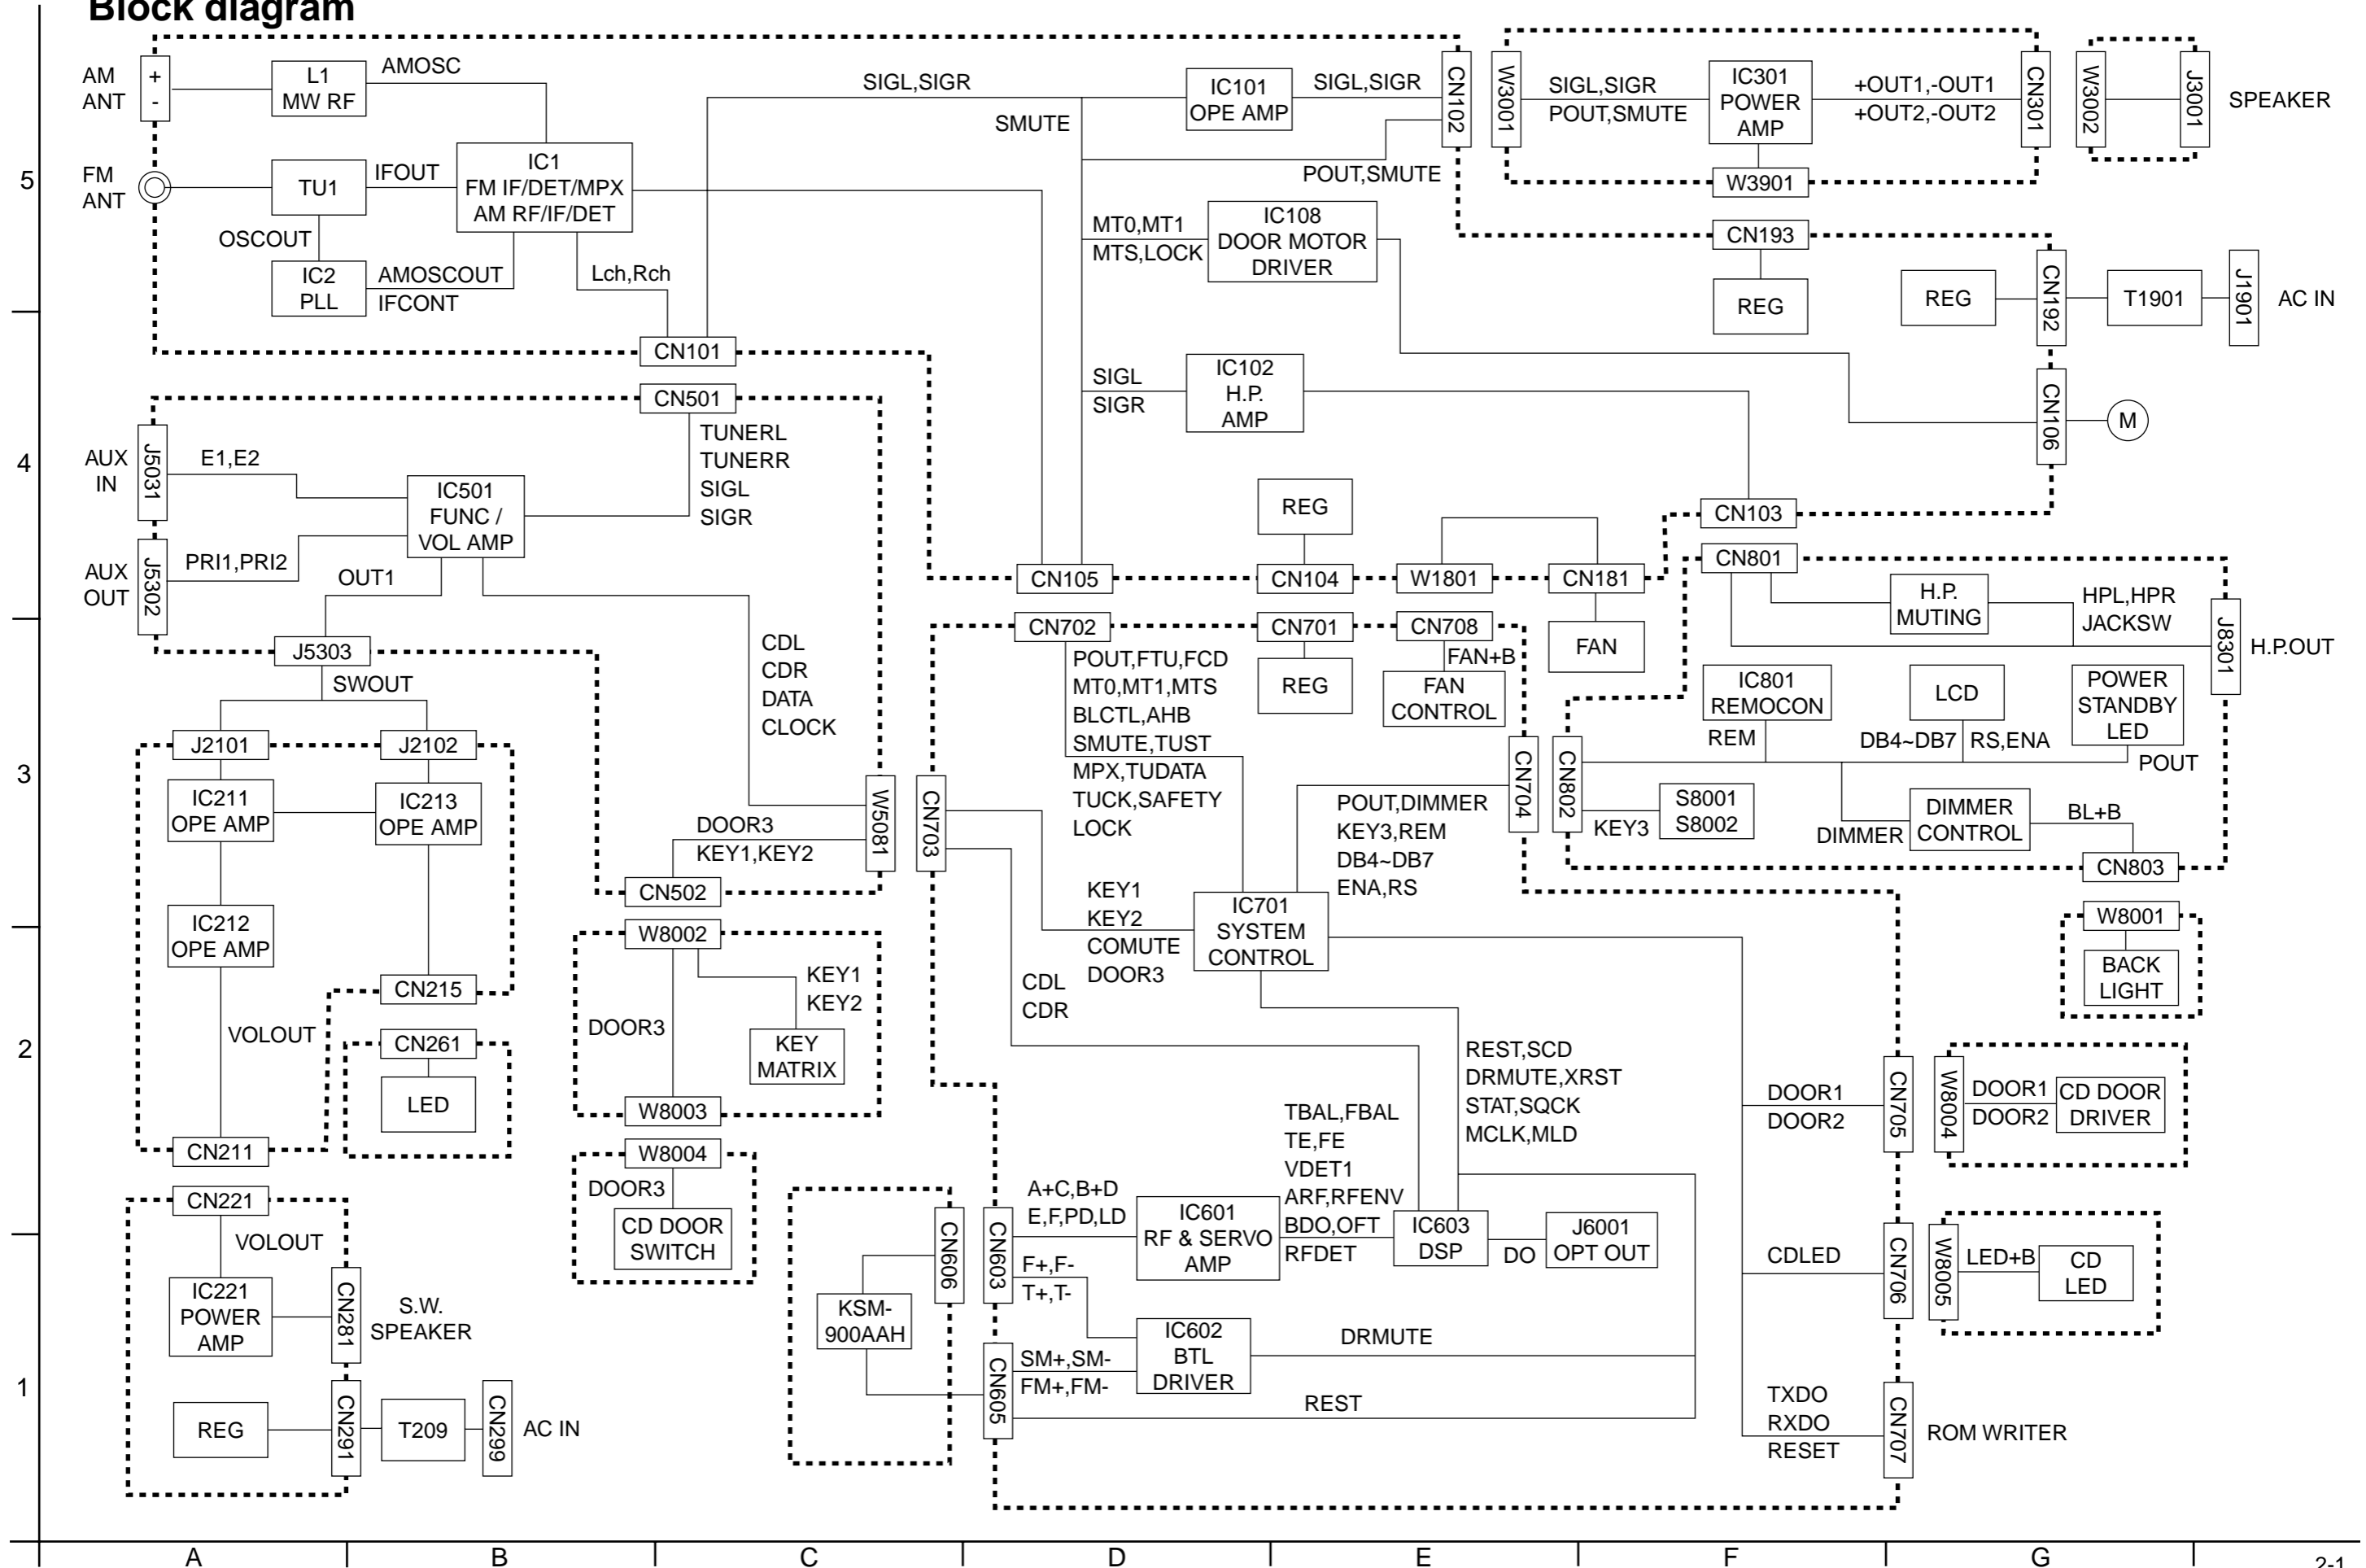 Block diagram
AM
ANT
+
-
L1
MW RF
AMOSC
FM
ANT
TU1
IFOUT
OSCOUT
IC2
PLL
AMOSCOUT
IFCONT
IC1
FM IF/DET/MPX
AM RF/IF/DET
Lch,Rch
CN101
SIGL,SIGR
SMUTE
IC101
OPE AMP
SIGL,SIGR
CN102
POUT,SMUTE
W3001
SIGL,SIGR
POUT,SMUTE
IC301
POWER
AMP
+OUT1,-OUT1
+OUT2,-OUT2
CN301
W3901
W3002
J3001
SPEAKER
MT0,MT1
MTS,LOCK
IC108
DOOR MOTOR
DRIVER
CN193
REG
REG
CN192
T1901
J1901
AC IN
SIGL
SIGR
IC102
H.P.
AMP
CN106
M
CN103
REG
CN105
CN104
W1801
CN181
FAN
AUX
IN
J5031
E1,E2
AUX
OUT
J5302
PRI1,PRI2
IC501
FUNC /
VOL AMP
CN501
TUNERL
TUNERR
SIGL
SIGR
OUT1
J5303
SWOUT
CDL
CDR
DATA
CLOCK
DOOR3
KEY1,KEY2
W5081
CN502
J2101
J2102
IC211
OPE AMP
IC213
OPE AMP
IC212
OPE AMP
VOLOUT
CN215
CN211
CN261
LED
CN221
VOLOUT
IC221
POWER
AMP
CN281
S.W.
SPEAKER
REG
CN291
T209
CN299
AC IN
W8002
KEY1
KEY2
DOOR3
KEY
MATRIX
W8003
W8004
DOOR3
CD DOOR
SWITCH
CN702
CN701
CN708
REG
FAN+B
FAN
CONTROL
POUT,FTU,FCD
MT0,MT1,MTS
BLCTL,AHB
SMUTE,TUST
MPX,TUDATA
TUCK,SAFETY
LOCK
CN703
CN704
POUT,DIMMER
KEY3,REM
DB4~DB7
ENA,RS
KEY1
KEY2
COMUTE
DOOR3
IC701
SYSTEM
CONTROL
CDL
CDR
REST,SCD
DRMUTE,XRST
STAT,SQCK
MCLK,MLD
TBAL,FBAL
TE,FE
VDET1
ARF,RFENV
BDO,OFT
RFDET
A+C,B+D
E,F,PD,LD
IC601
RF & SERVO
AMP
IC603
DSP
DO
J6001
OPT OUT
CN606
CN603
F+,F-
T+,T-
KSM-
900AAH
IC602
BTL
DRIVER
DRMUTE
CN605
SM+,SM-
FM+,FM-
REST
DOOR1
DOOR2
CN705
CDLED
CN706
TXDO
RXDO
RESET
CN707
ROM WRITER
W8004
DOOR1
DOOR2
CD DOOR
DRIVER
W8005
LED+B
CD
LED
CN801
H.P.
MUTING
HPL,HPR
JACKSW
J8301
H.P.OUT
IC801
REMOCON
REM
LCD
DB4~DB7
RS,ENA
POWER
STANDBY
LED
POUT
CN802
KEY3
S8001
S8002
DIMMER
DIMMER
CONTROL
BL+B
CN803
W8001
BACK
LIGHT
5
4
3
2
1
A
B
C
D
E
F
G
2-1